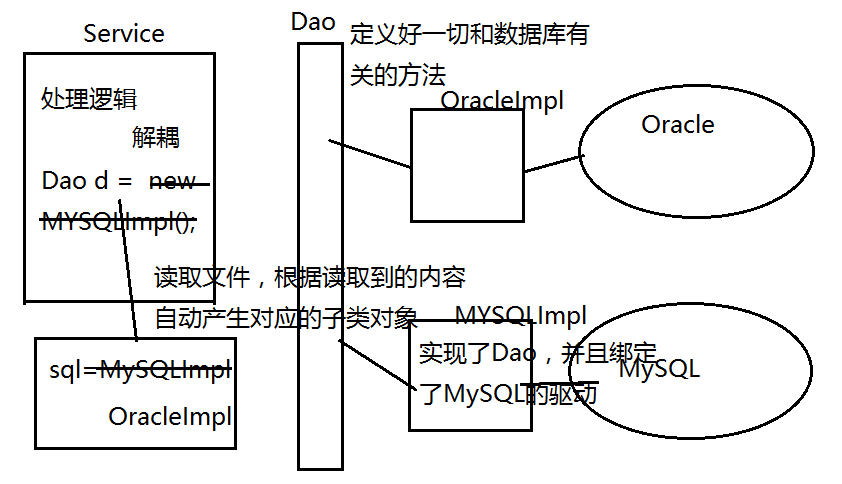 Service
处理逻辑
解耦
Dao d = new
MYSQLImpl();
读取文件，根据读取到的内容
自动产生对应的子类对象
sql=MySQLImpl
OracleImpl
Dao
定义好一切和数据库有
关的方法
OracleImpl
Oracle
MYSQLImpl
实现了Dao，并且绑定
了MySQL的驱动
MySQL